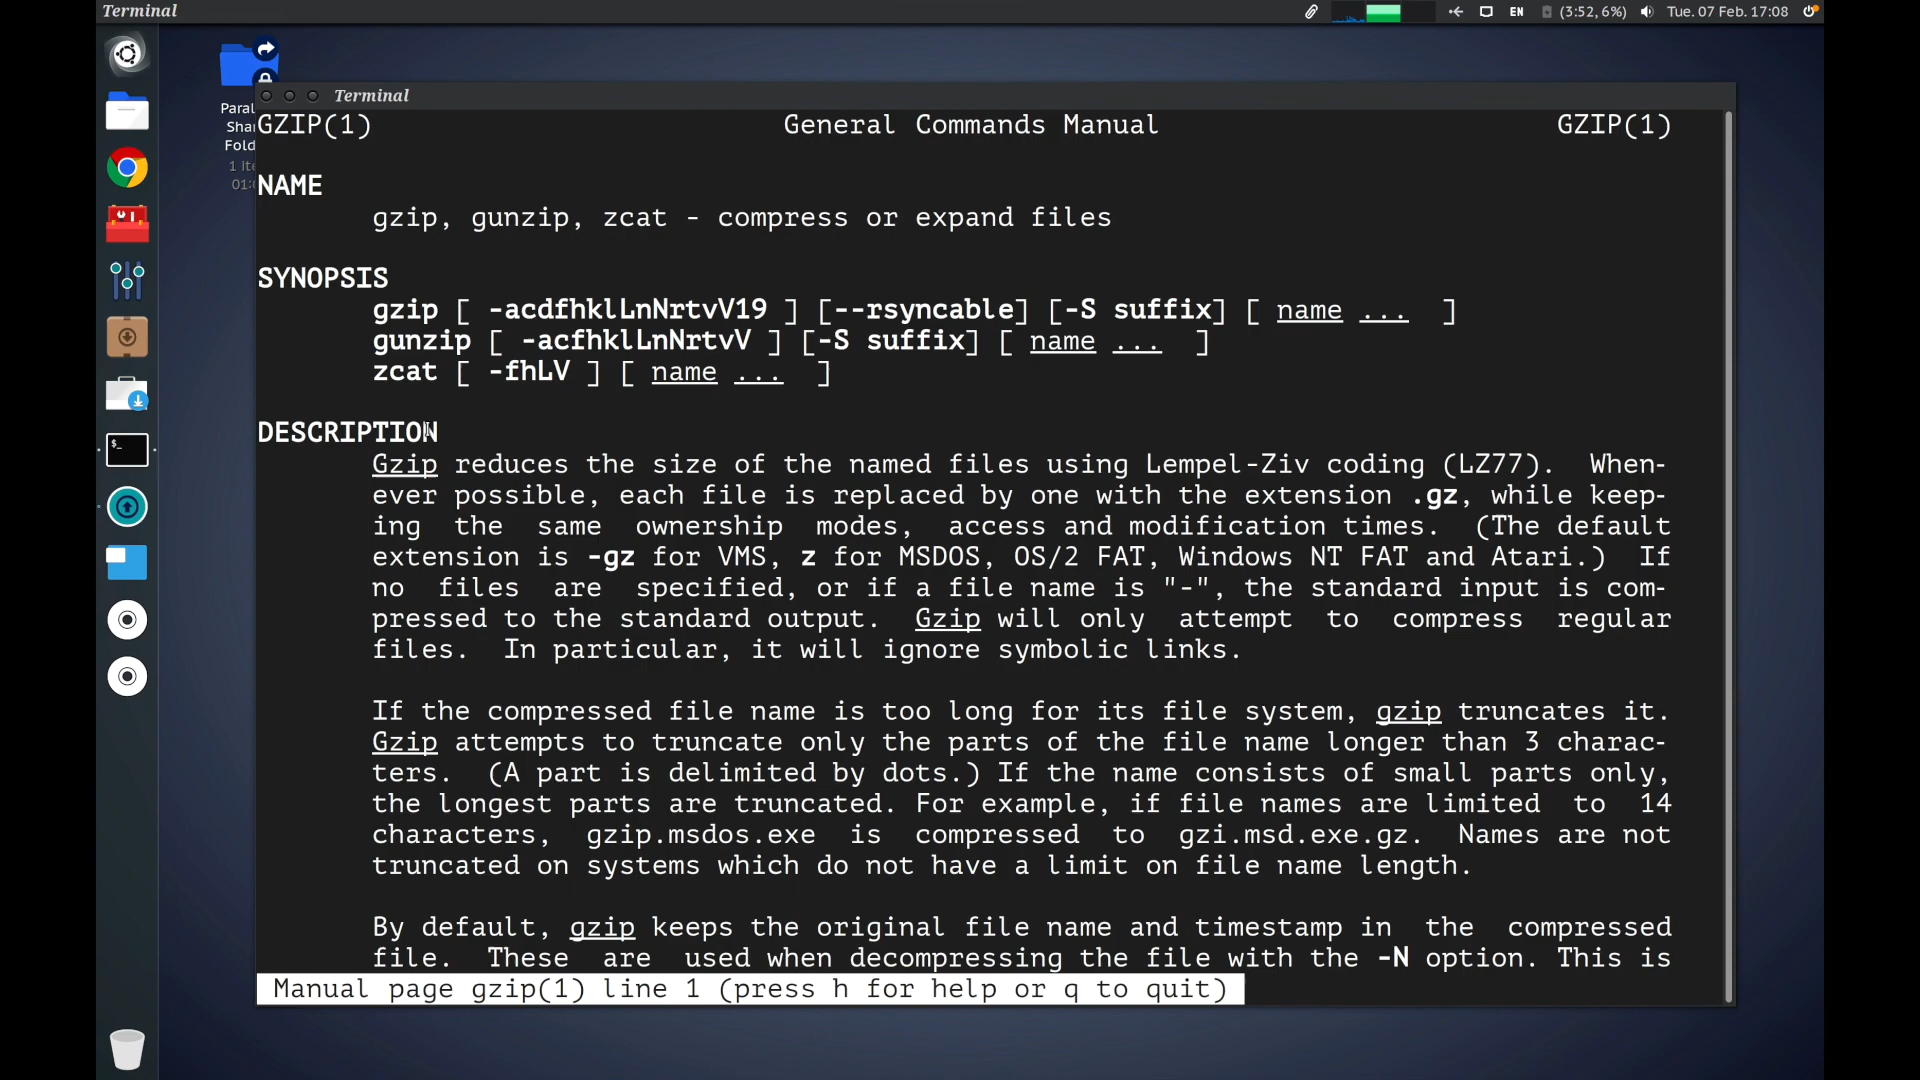 Terminal
EN (3:52, 6%) Tue. 07 Feb. 17:08
Paral
Sha
Fold
1 ite
01:
Terminal
GZIP(1) General Commands Manual GZIP(1)
NAME
gzip, gunzip, zcat - compress or expand files
SYNOPSIS
gzip [ -acdfhklLnNrtvV19 ] [--rsyncable] [-S suffix] [ name ... ]
gunzip [ -acfhklLnNrtvV ] [-S suffix] [ name ... ]
zcat [ -fhLV ] [ name ... ]
DESCRIPTION
Gzip reduces the size of the named files using Lempel-Ziv coding (LZ77). When-
ever possible, each file is replaced by one with the extension .gz, while keep-
ing the same ownership modes, access and modification times. (The default
extension is -gz for VMS, z for MSDOS, OS/2 FAT, Windows NT FAT and Atari.) If
no files are specified, or if a file name is "-", the standard input is com-
pressed to the standard output. Gzip will only attempt to compress regular
files. In particular, it will ignore symbolic links.
If the compressed file name is too long for its file system, gzip truncates it.
Gzip attempts to truncate only the parts of the file name longer than 3 charac-
ters. (A part is delimited by dots.) If the name consists of small parts only,
the longest parts are truncated. For example, if file names are limited to 14
characters, gzip.msdos.exe is compressed to gzi.msd.exe.gz. Names are not
truncated on systems which do not have a limit on file name length.
By default, gzip keeps the original file name and timestamp in the compressed
file. These are used when decompressing the file with the -N option. This is
Manual page gzip(1) line 1 (press h for help or q to quit)